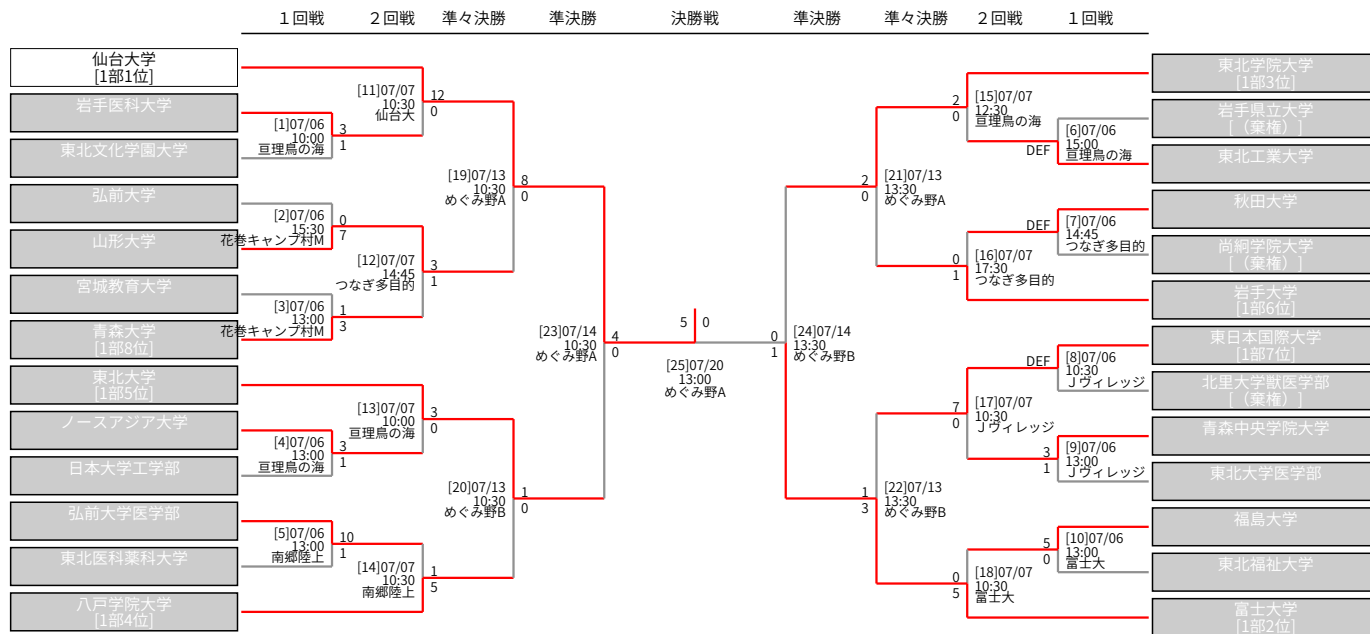 １回戦
２回戦
準々決勝
準決勝
決勝戦
準決勝
準々決勝
２回戦
１回戦
仙台大学
[1部1位]
岩手医科大学
東北文化学園大学
弘前大学
山形大学
宮城教育大学
青森大学
[1部8位]
東北大学
[1部5位]
ノースアジア大学
日本大学工学部
弘前大学医学部
東北医科薬科大学
八戸学院大学
[1部4位]
[1]07/06
10:00
亘理鳥の海
3
1
[2]07/06
15:30
花巻キャンプ村M
0
7
[3]07/06
13:00
花巻キャンプ村M
1
3
[4]07/06
13:00
亘理鳥の海
3
1
[5]07/06
13:00
南郷陸上
10
1
[11]07/07
10:30
仙台大
12
0
[12]07/07
14:45
つなぎ多目的
3
1
[13]07/07
10:00
亘理鳥の海
3
0
[14]07/07
10:30
南郷陸上
1
5
[19]07/13
10:30
めぐみ野A
8
0
[20]07/13
10:30
めぐみ野B
1
0
[23]07/14
10:30
めぐみ野A
4
0
5
0
[25]07/20
13:00
めぐみ野A
0
1
[24]07/14
13:30
めぐみ野B
2
0
[21]07/13
13:30
めぐみ野A
1
3
[22]07/13
13:30
めぐみ野B
2
0
[15]07/07
12:30
亘理鳥の海
0
1
[16]07/07
17:30
つなぎ多目的
7
0
[17]07/07
10:30
Ｊヴィレッジ
0
5
[18]07/07
10:30
富士大
DEF
[6]07/06
15:00
亘理鳥の海
DEF
[7]07/06
14:45
つなぎ多目的
DEF
[8]07/06
10:30
Ｊヴィレッジ
3
1
[9]07/06
13:00
Ｊヴィレッジ
5
0
[10]07/06
13:00
富士大
東北学院大学
[1部3位]
岩手県立大学
[（棄権）]
東北工業大学
秋田大学
尚絅学院大学
[（棄権）]
岩手大学
[1部6位]
東日本国際大学
[1部7位]
北里大学獣医学部
[（棄権）]
青森中央学院大学
東北大学医学部
福島大学
東北福祉大学
富士大学
[1部2位]